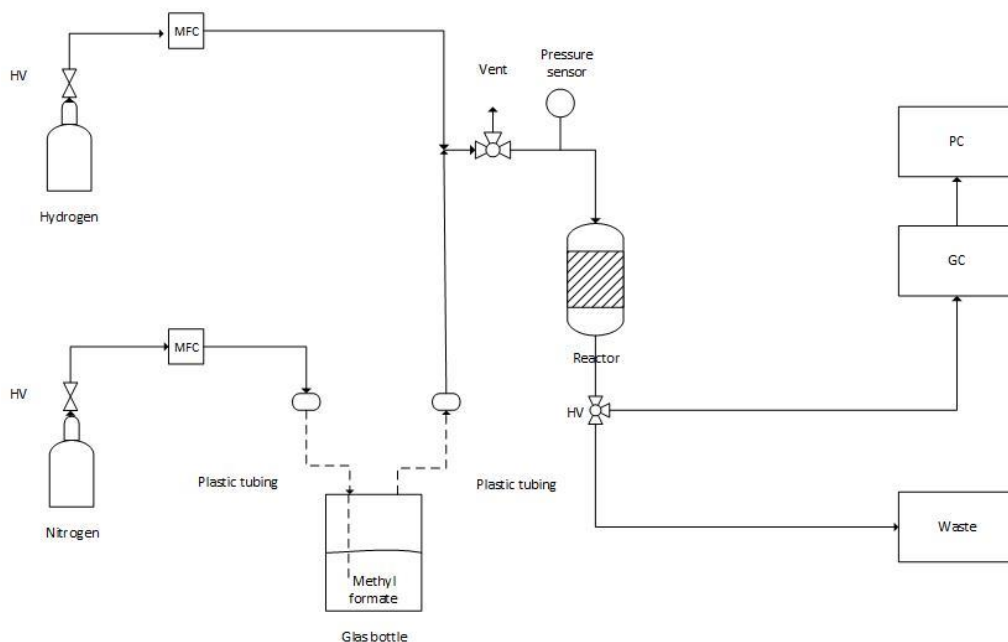 MFC
HV
Hydrogen
Vent
Pressure
sensor
PC
GC
MFC
HV
Reactor
HV
Plastic tubing
Plastic tubing
Nitrogen
Methyl
formate
Waste
Glas bottle